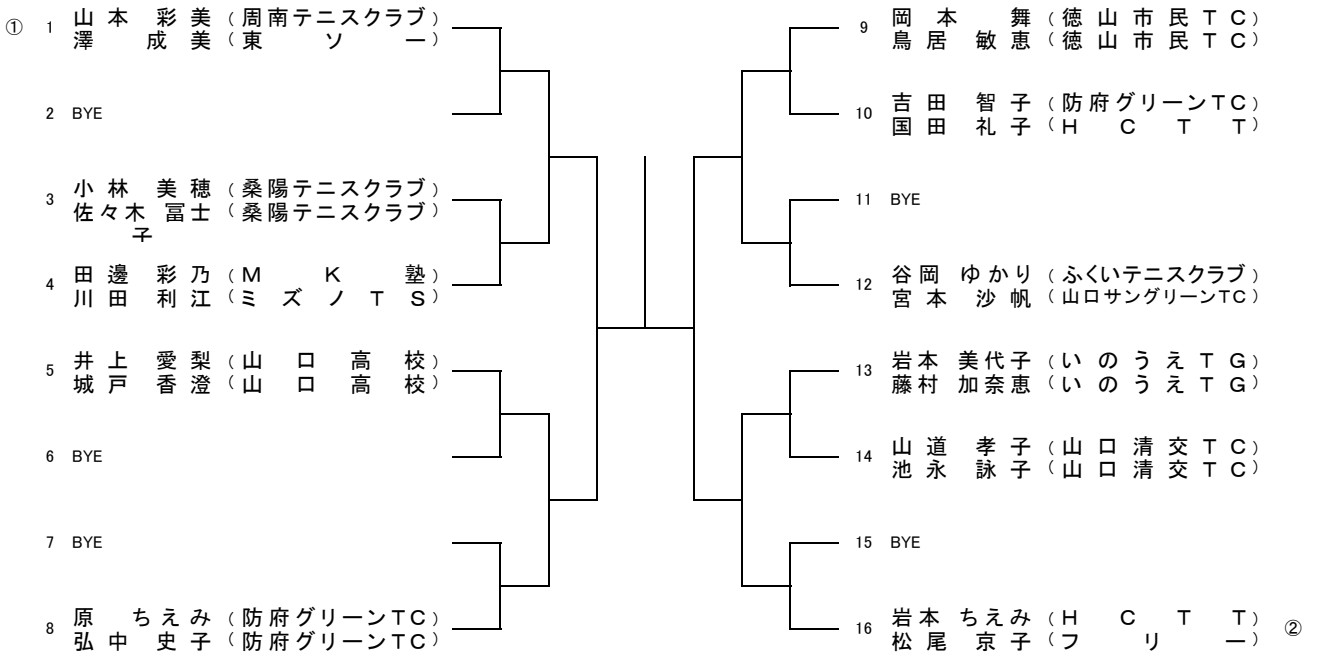 ① 1 山本 彩美 (周南テニスクラブ)
澤 成美 (東ソー)
2 BYE
3 小林 美穂 (桑陽テニスクラブ)
佐々木 冨士子 (桑陽テニスクラブ)
4 田邊 彩乃 (MK塾)
川田 利江 (ミズノTS)
5 井上 愛梨 (山口高校)
城戸 香澄 (山口高校)
6 BYE
7 BYE
8 原 ちえみ (防府グリーンTC)
弘中 史子 (防府グリーンTC)
9 岡本 舞 (徳山市民TC)
鳥居 敏恵 (徳山市民TC)
10 吉田 智子 (防府グリーンTC)
国田 礼子 (HCTT)
11 BYE
12 谷岡 ゆかり (ふくいテニスクラブ)
宮本 沙帆 (山口サングリーンTC)
13 岩本 美代子 (いのうえTG)
藤村 加奈恵 (いのうえTG)
14 山道 孝子 (山口清交TC)
池永 詠子 (山口清交TC)
15 BYE
16 岩本 ちえみ (HCTT) ②
松尾 京子 (フリー)